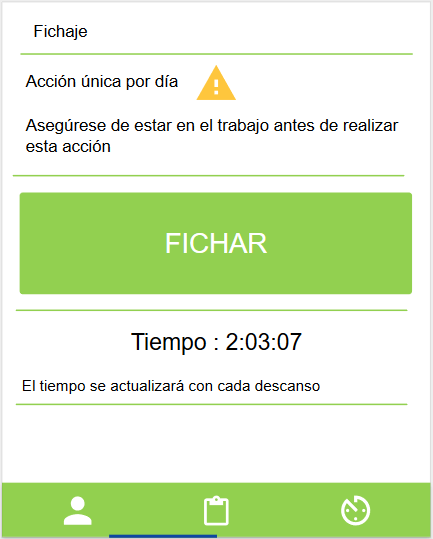 Fichaje
Acción única por día
Asegúrese de estar en el trabajo antes de realizar
esta acción
FICHAR
Tiempo : 2:03:07
El tiempo se actualizará con cada descanso